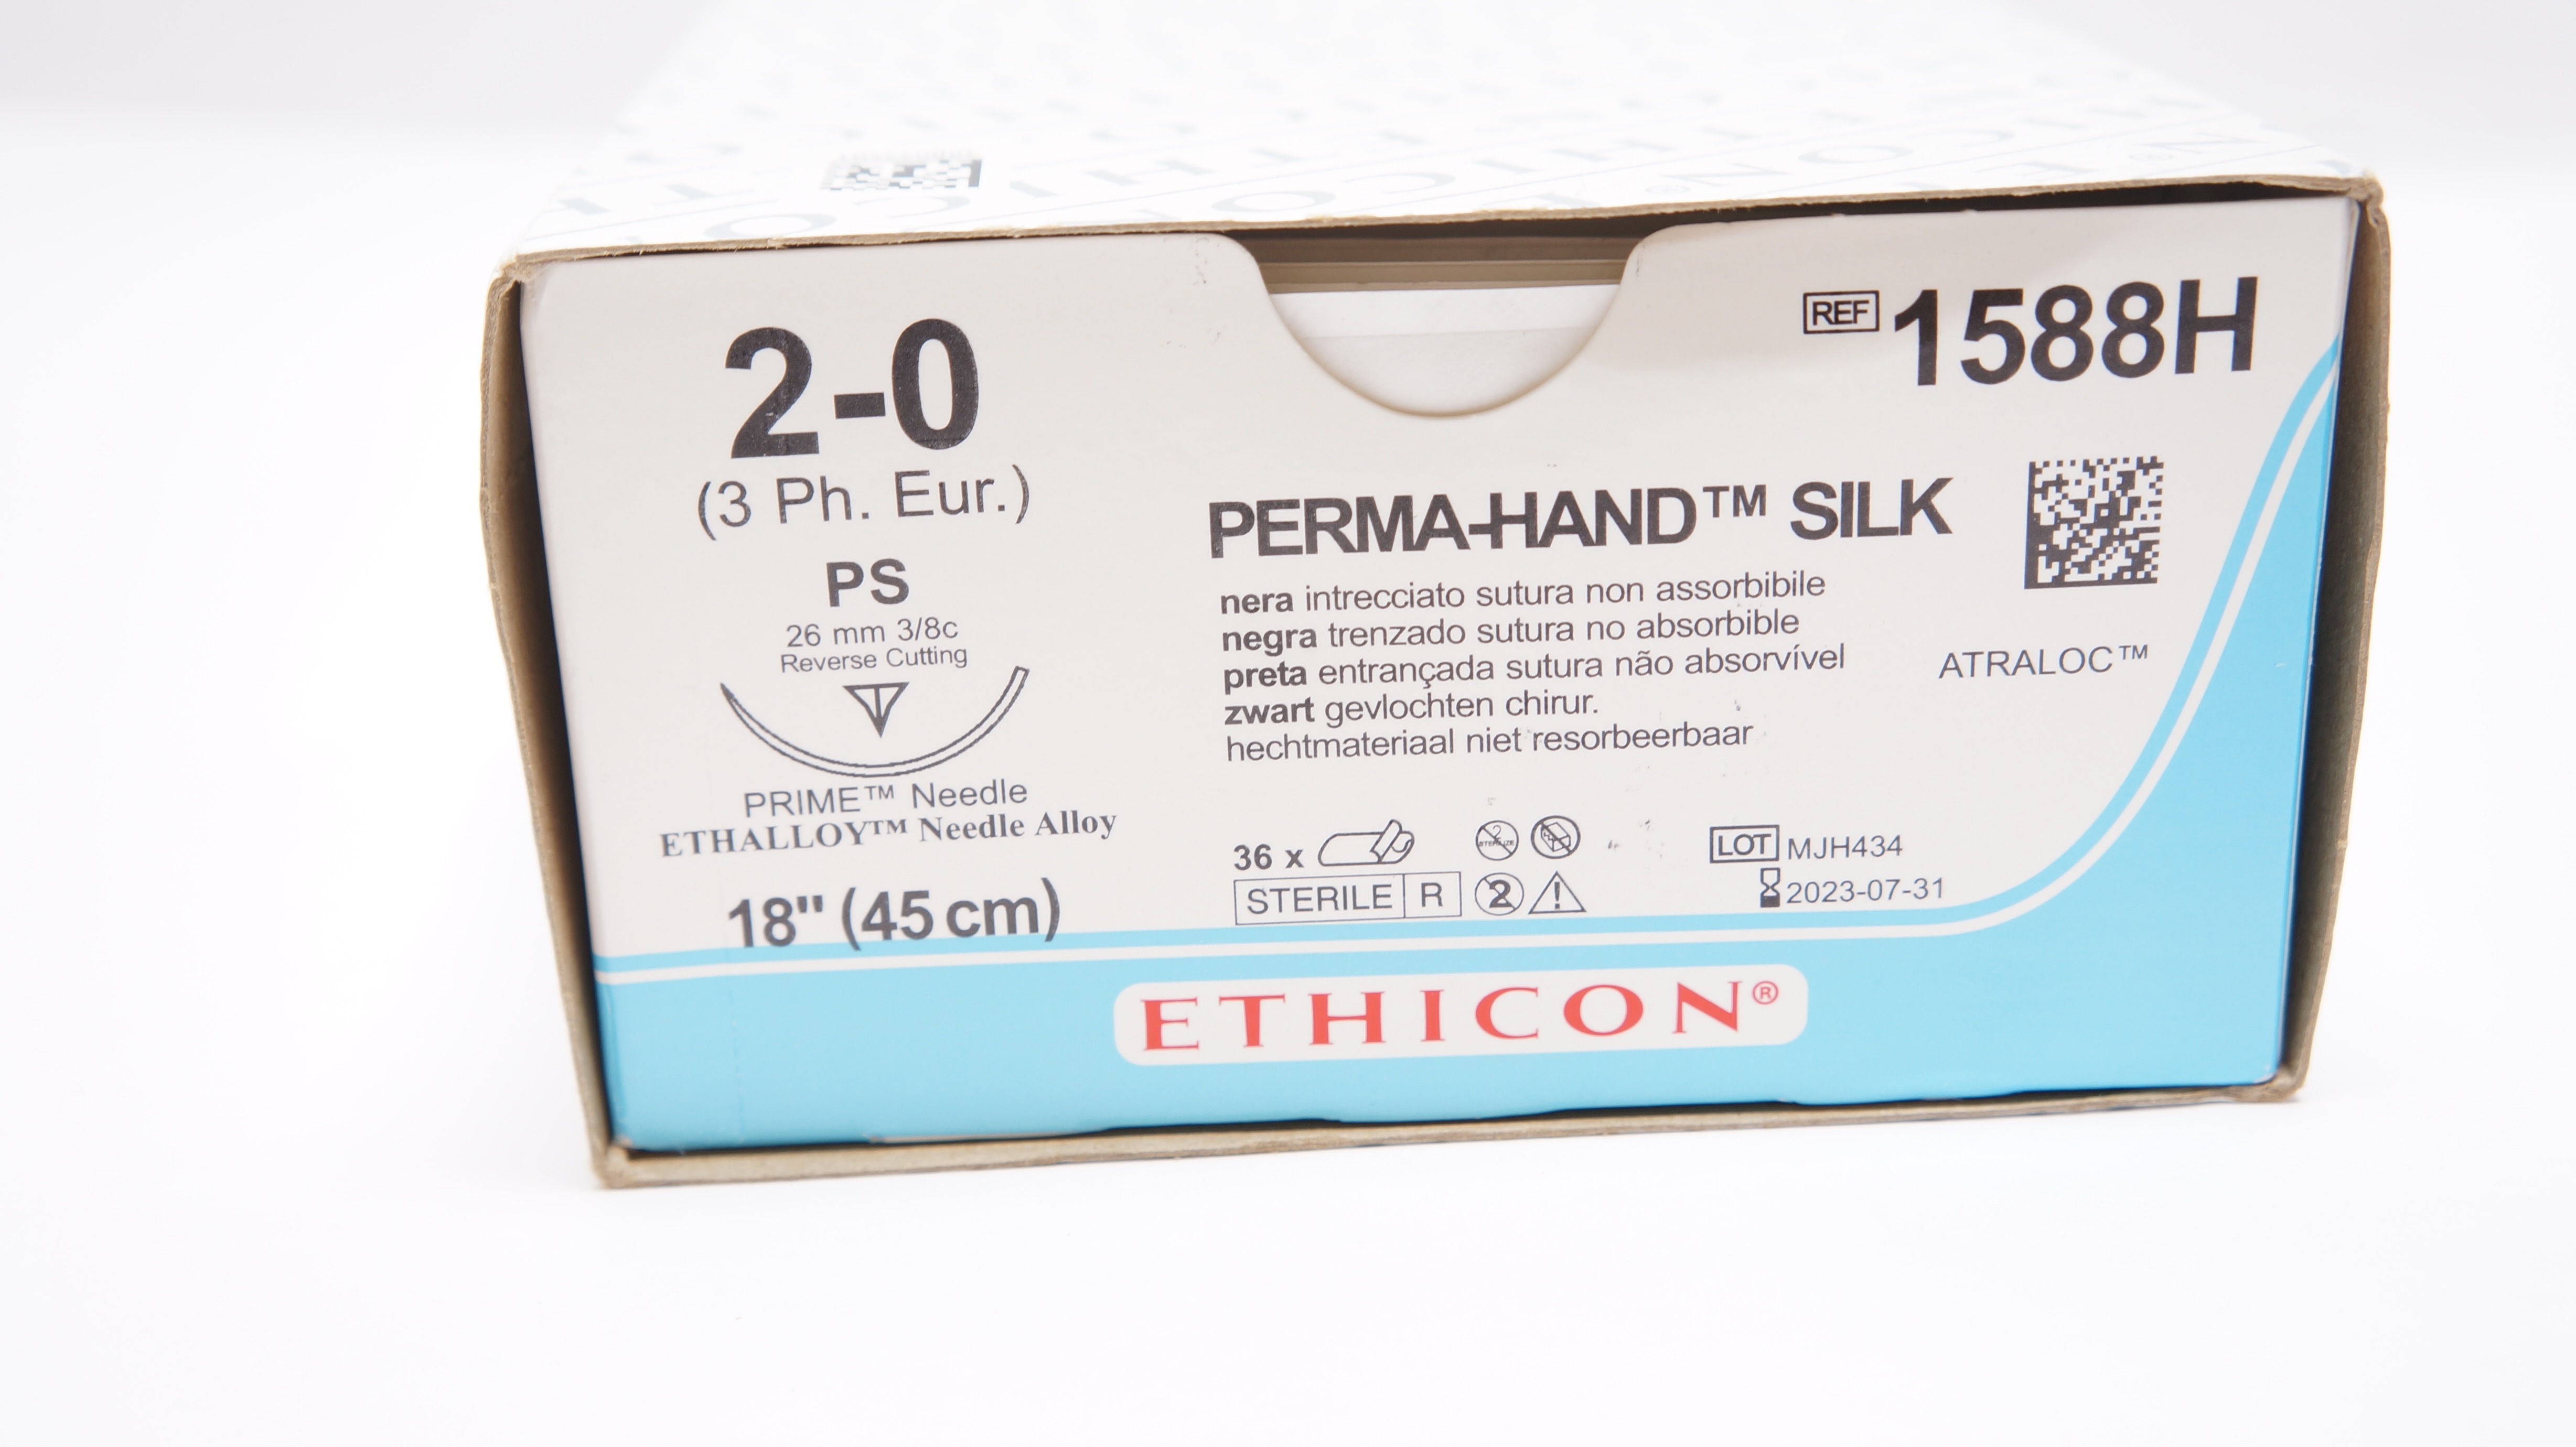 2-0
(3 Ph. Eur.)
PS
26 mm 3/8c
Reverse Cutting
PRIME™ Needle
ETHALLOY™ Needle Alloy
18" (45 cm)
REF 1588H
PERMA-HAND™ SILK
nera intrecciato sutura non assorbibile
negra trenzado sutura no absorbible
preta entrançada sutura não absorvível
zwart gevlochten chirur.
hechtmateriaal niet resorbeerbaar
ATRALOC™
36 x
STERILE R
2
LOT MJH434
2023-07-31
ETHICON®